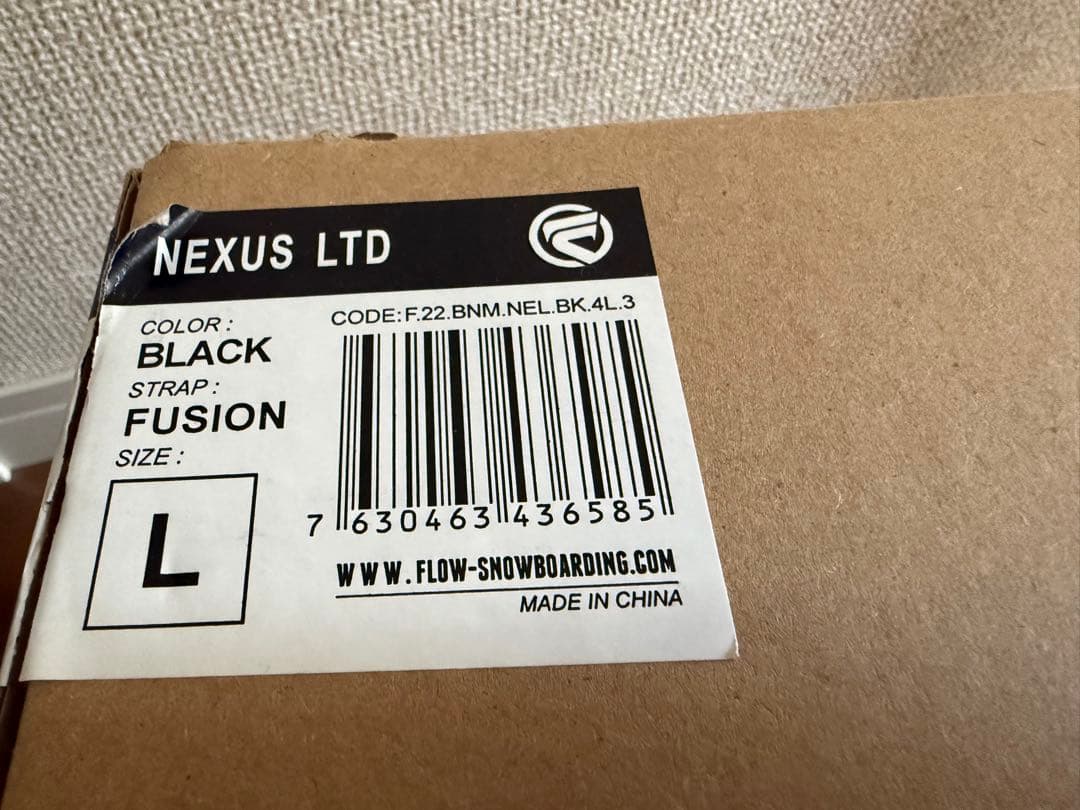 NEXUS LTD
COLOR:
BLACK
STRAP:
FUSION
SIZE:
L
CODE:F.22.BNM.NEL.BK.4L.3
7 630463 436585
WWW.FLOW-SNOWBOARDING.COM
MADE IN CHINA